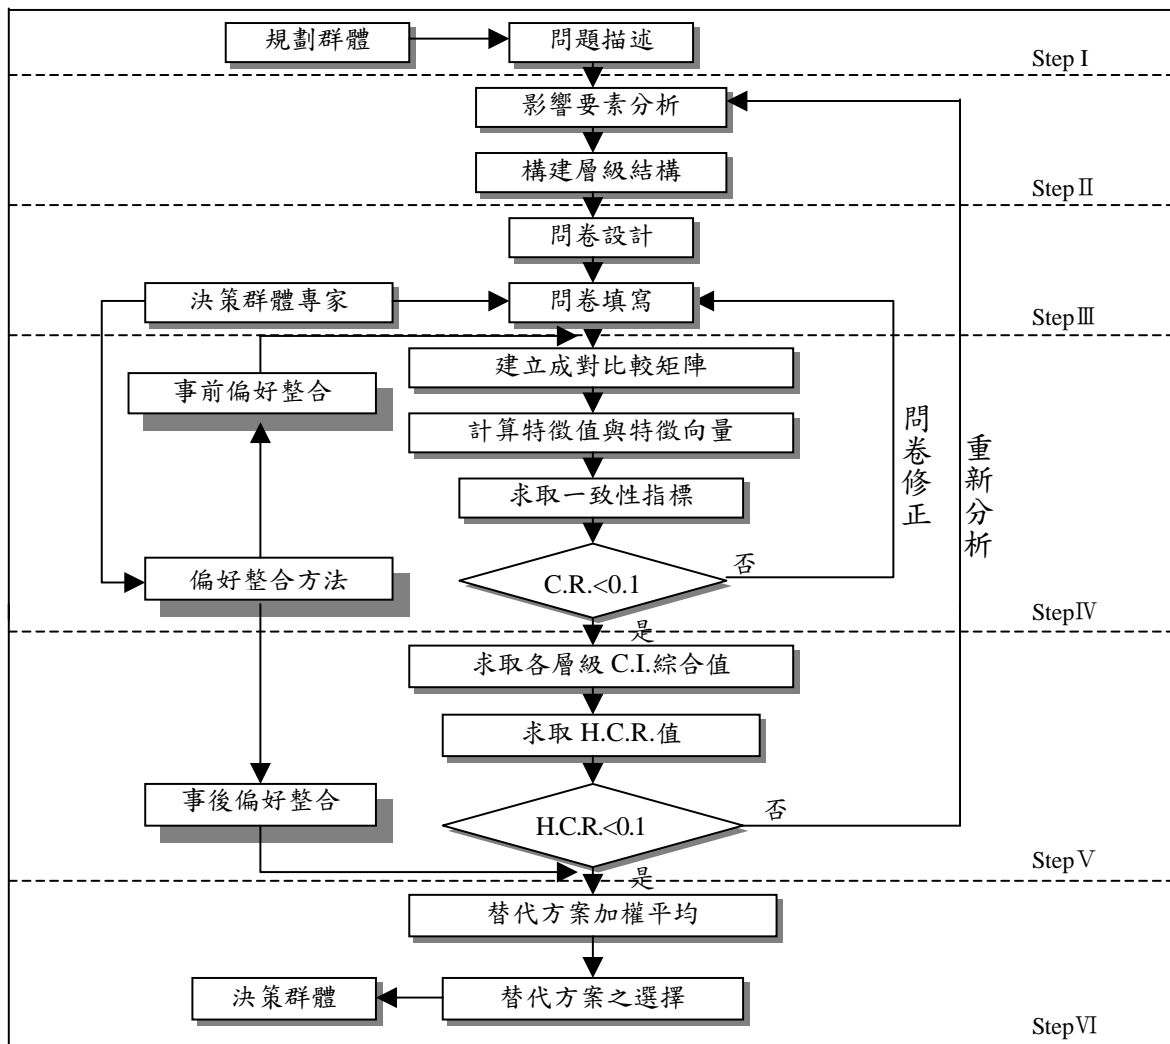 規劃群體
問題描述
Step Ⅰ
影響要素分析
構建層級結構
Step Ⅱ
問卷設計
決策群體專家
問卷填寫
Step Ⅲ
建立成對比較矩陣
事前偏好整合
計算特徵值與特徵向量
問卷修正
重新分析
求取一致性指標
偏好整合方法
C.R.<0.1
否
Step Ⅳ
是
求取各層級 C.I.綜合值
求取 H.C.R.值
事後偏好整合
H.C.R.<0.1
否
Step Ⅴ
是
替代方案加權平均
決策群體
替代方案之選擇
Step Ⅵ